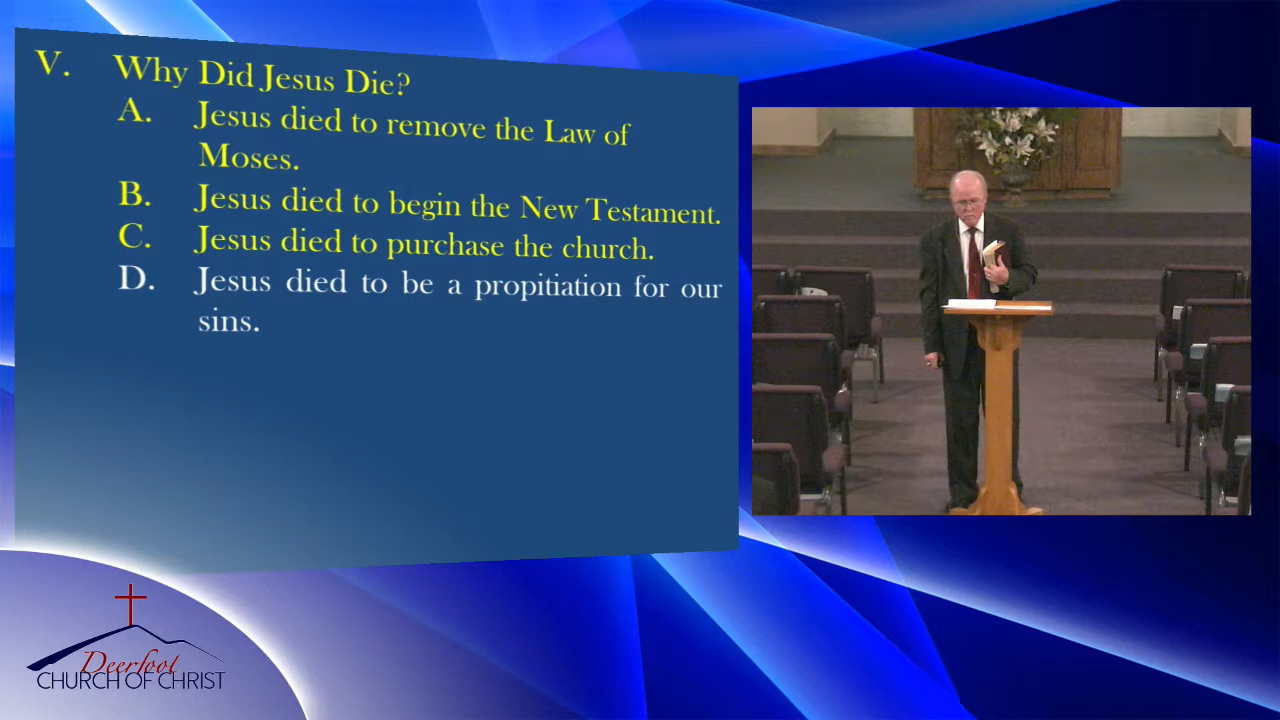 V. Why Did Jesus Die?
A. Jesus died to remove the Law of
Moses.
B. Jesus died to begin the New Testament.
C. Jesus died to purchase the church.
D. Jesus died to be a propitiation for our
sins.
Deerfoot
CHURCH OF CHRIST